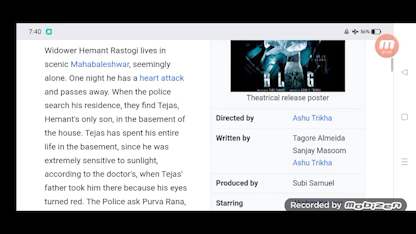 7:40
56%
Widower Hemant Rastogi lives in
scenic Mahabaleshwar, seemingly
alone. One night he has a heart attack
and passes away. When the police
search his residence, they find Tejas,
Hemant's only son, in the basement of
the house. Tejas has spent his entire
life in the basement, since he was
extremely sensitive to sunlight,
according to the doctor's, when Tejas'
father took him there because his eyes
turned red. The Police ask Purva Rana,
Theatrical release poster
Directed by Ashu Trikha
Written by Tagore Almeida
Sanjay Masoom
Ashu Trikha
Produced by Subi Samuel
Starring
Recorded by mobizen